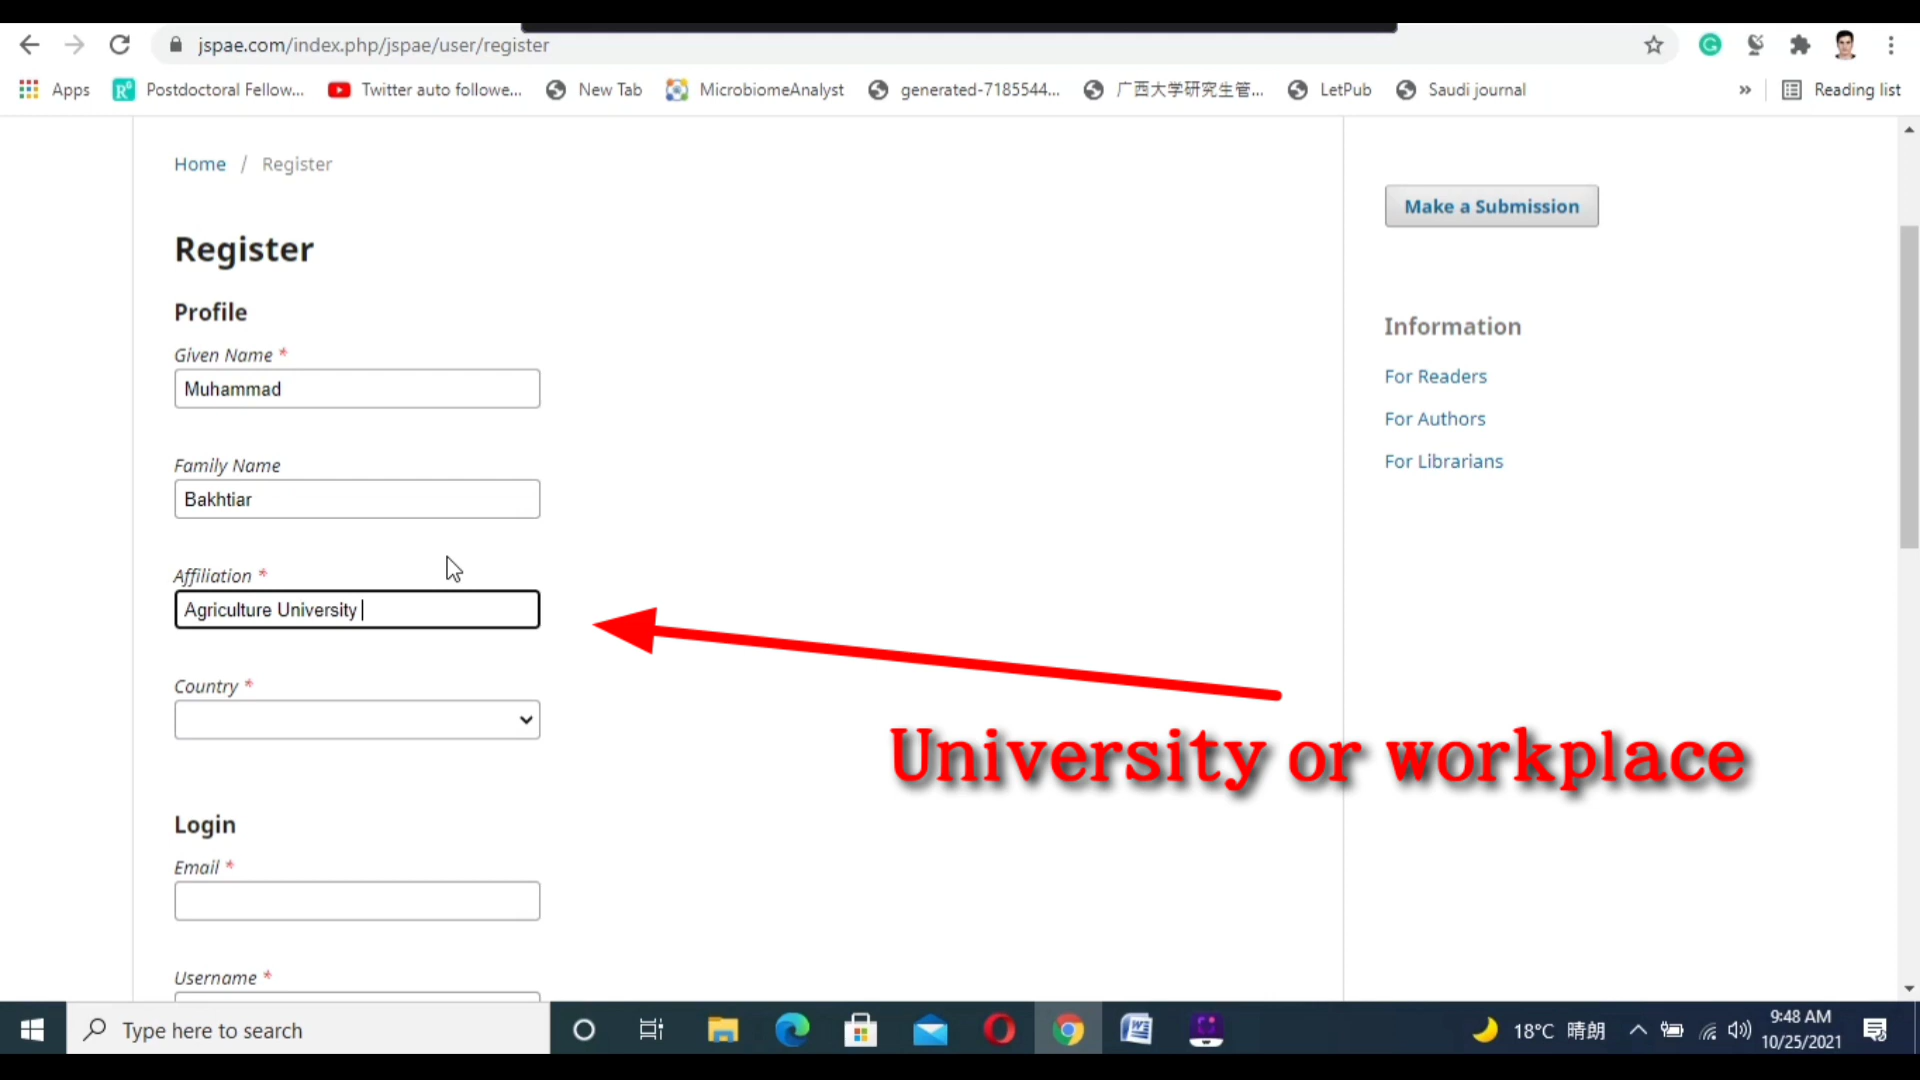 jspae.com/index.php/jspae/user/register
Apps
Postdoctoral Fellow...
Twitter auto followe...
New Tab
MicrobiomeAnalyst
generated-7185544...
广西大学研究生管...
LetPub
Saudi journal
»
Reading list
Home / Register
Make a Submission
Register
Profile
Information
Given Name *
Muhammad
For Readers
For Authors
Family Name
For Librarians
Bakhtiar
Affiliation *
Agriculture University
Country *
University or workplace
Login
Email *
Username *
Type here to search
18°C 晴朗
9:48 AM
10/25/2021